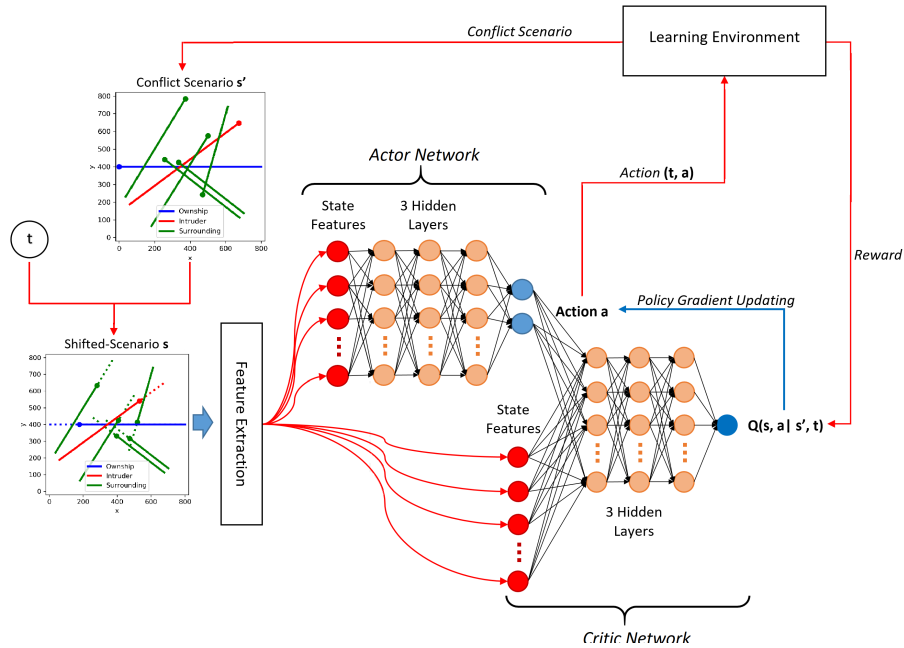 Conflict Scenario
Learning Environment
Conflict Scenario s’
800
700
600
500
400
300
200
100
0
y
0
200
400
600
800
x
Ownship
Intruder
Surrounding
Actor Network
Action (t, a)
State
Features
3 Hidden
Layers
t
Reward
Policy Gradient Updating
Action a
Shifted-Scenario s
800
700
600
500
400
300
200
100
0
y
0
200
400
600
800
x
Ownship
Intruder
Surrounding
Feature Extraction
State
Features
Q(s, a| s’, t)
3 Hidden
Layers
Critic Network